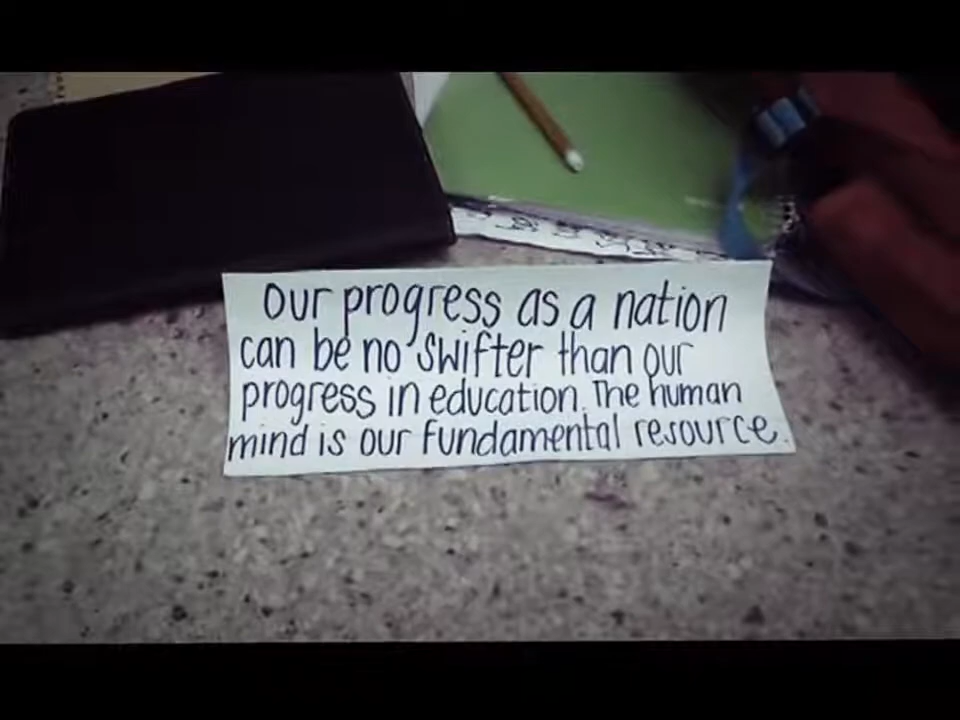 Our progress as a nation
can be no swifter than our
progress in education. The human
mind is our fundamental resource.